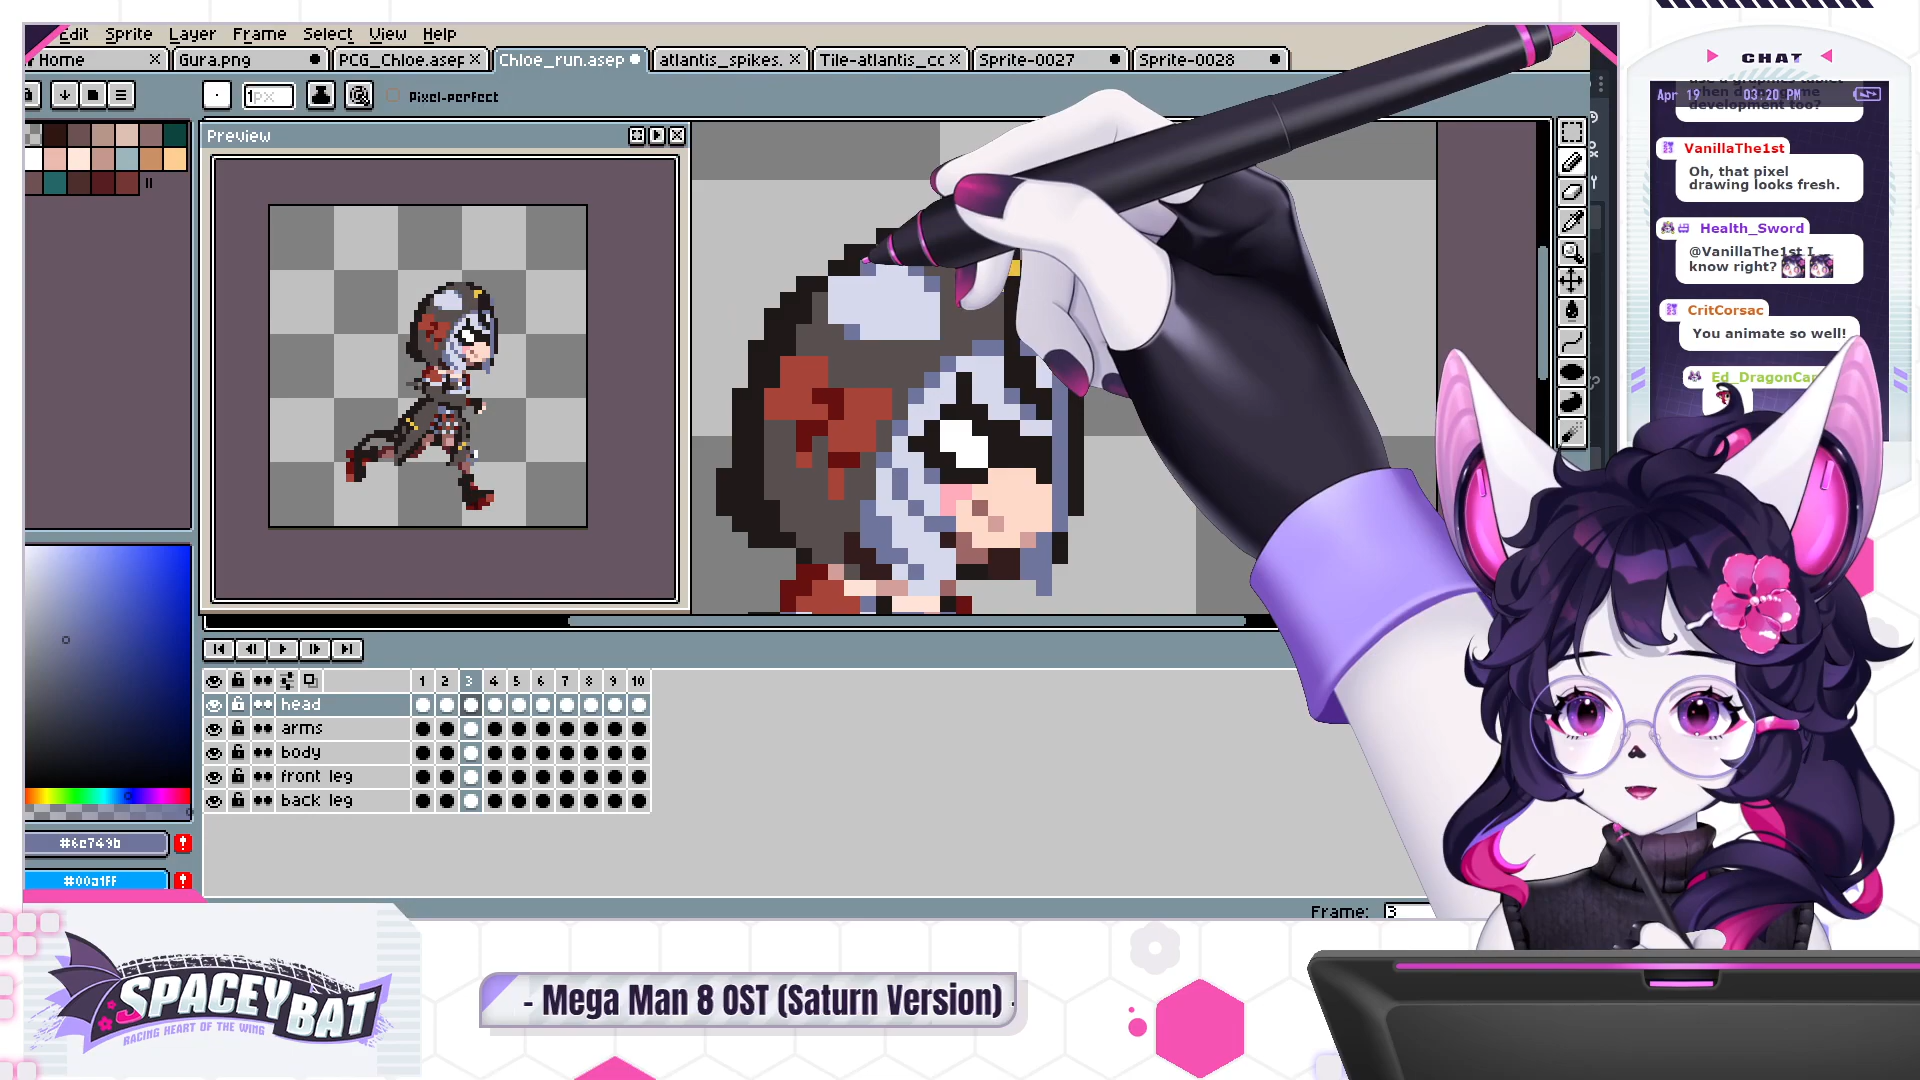 Edit Sprite Layer Frame Select View Help
Home Gura.png PCG_Chloe.asep Chloe_run.asep atlantis_spikes. Tile-atlantis_cc Sprite-0027 Sprite-0028
1px Pixel-perfect
Preview
1 2 3 4 5 6 7 8 9 10
head
arms
body
front leg
back leg
#6c749b
#00a1FF
Frame: 3
CHAT
Apr 19 03:20 PM
development too?
VanillaThe1st
Oh, that pixel
drawing looks fresh.
Health_Sword
@VanillaThe1st I
know right?
CritCorsac
You animate so well!
Ed_DragonCar
SPACEYBAT
RACING HEART OF THE WING
- Mega Man 8 OST (Saturn Version) -